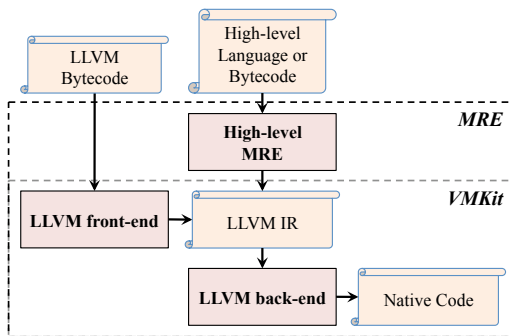 LLVM
Bytecode
High-level
Language or
Bytecode
MRE
High-level
MRE
VMKit
LLVM front-end
LLVM IR
LLVM back-end
Native Code